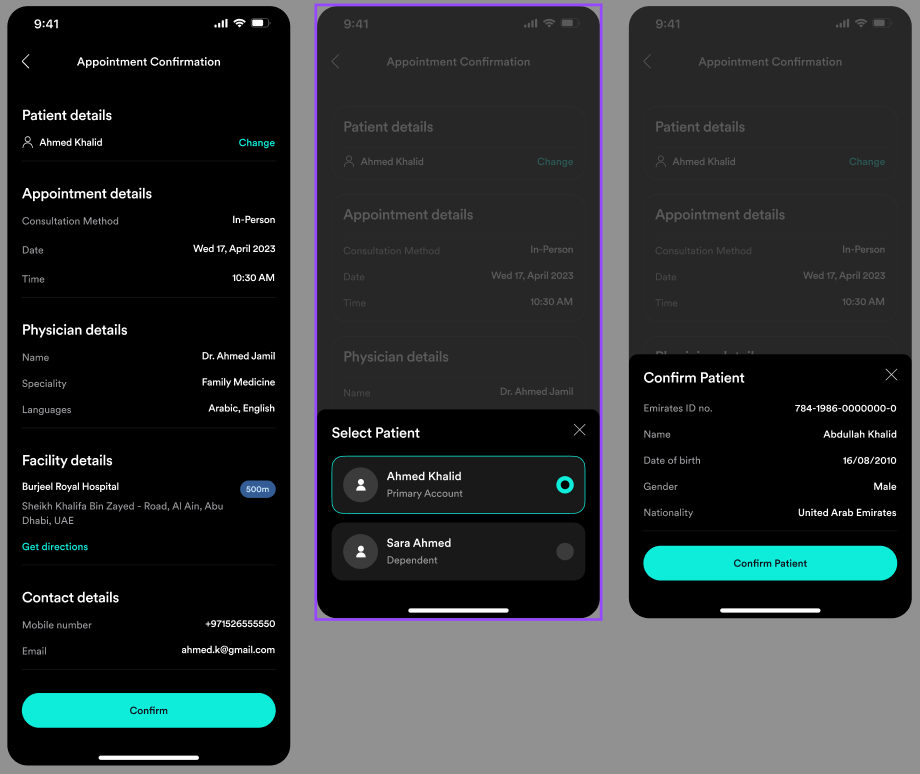 9:41
Appointment Confirmation
Patient details
Ahmed Khalid
Change
Appointment details
Consultation Method
In-Person
Date
Wed 17, April 2023
Time
10:30 AM
Physician details
Name
Dr. Ahmed Jamil
Speciality
Family Medicine
Languages
Arabic, English
Facility details
Burjeel Royal Hospital
500m
Sheikh Khalifa Bin Zayed - Road, Al Ain, Abu
Dhabi, UAE
Get directions
Contact details
Mobile number
+971526555550
Email
ahmed.k@gmail.com
Confirm
9:41
Appointment Confirmation
Patient details
Ahmed Khalid
Change
Appointment details
Consultation Method
In-Person
Date
Wed 17, April 2023
Time
10:30 AM
Physician details
Name
Dr. Ahmed Jamil
Select Patient
Ahmed Khalid
Primary Account
Sara Ahmed
Dependent
9:41
Appointment Confirmation
Patient details
Ahmed Khalid
Change
Appointment details
Consultation Method
In-Person
Date
Wed 17, April 2023
Time
10:30 AM
Physician details
Confirm Patient
Emirates ID no.
784-1986-0000000-0
Name
Abdullah Khalid
Date of birth
16/08/2010
Gender
Male
Nationality
United Arab Emirates
Confirm Patient